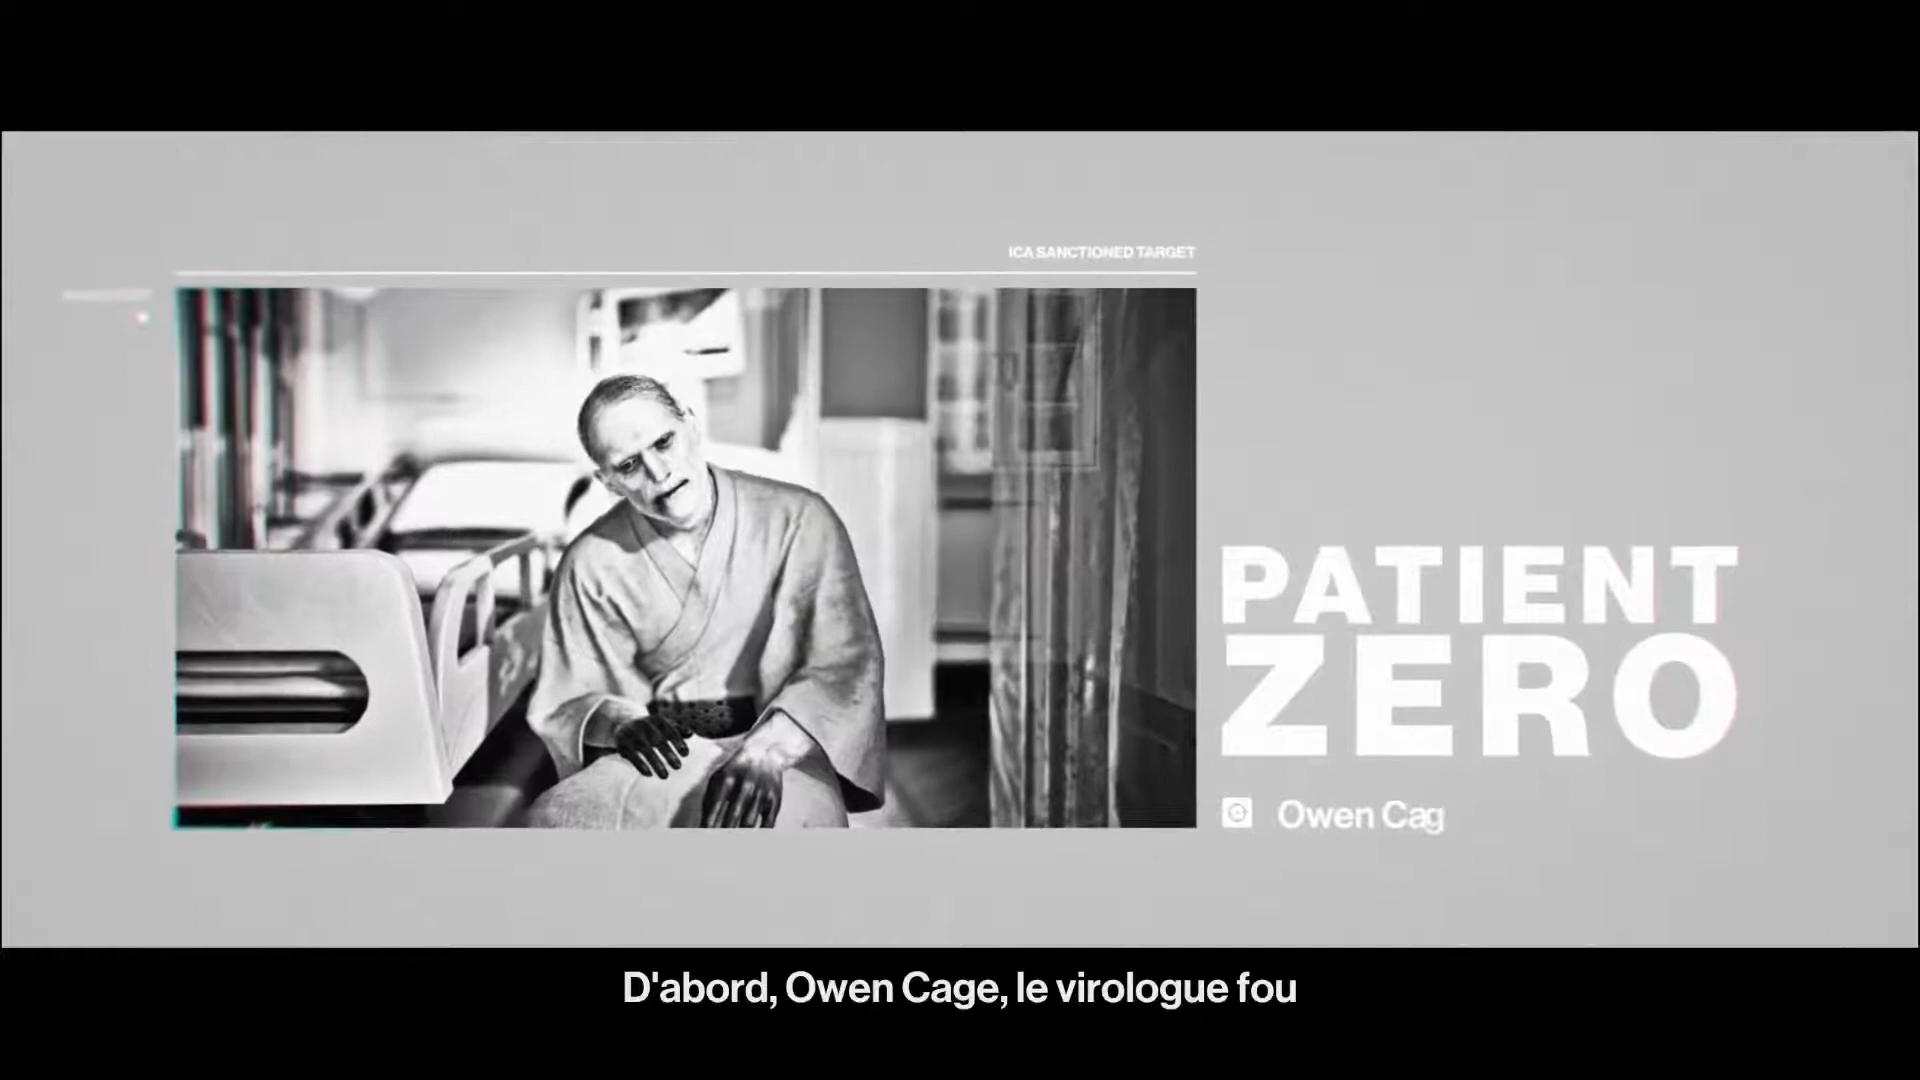 ICA SANCTIONED TARGET
PATIENT
ZERO
Owen Cag
D'abord, Owen Cage, le virologue fou